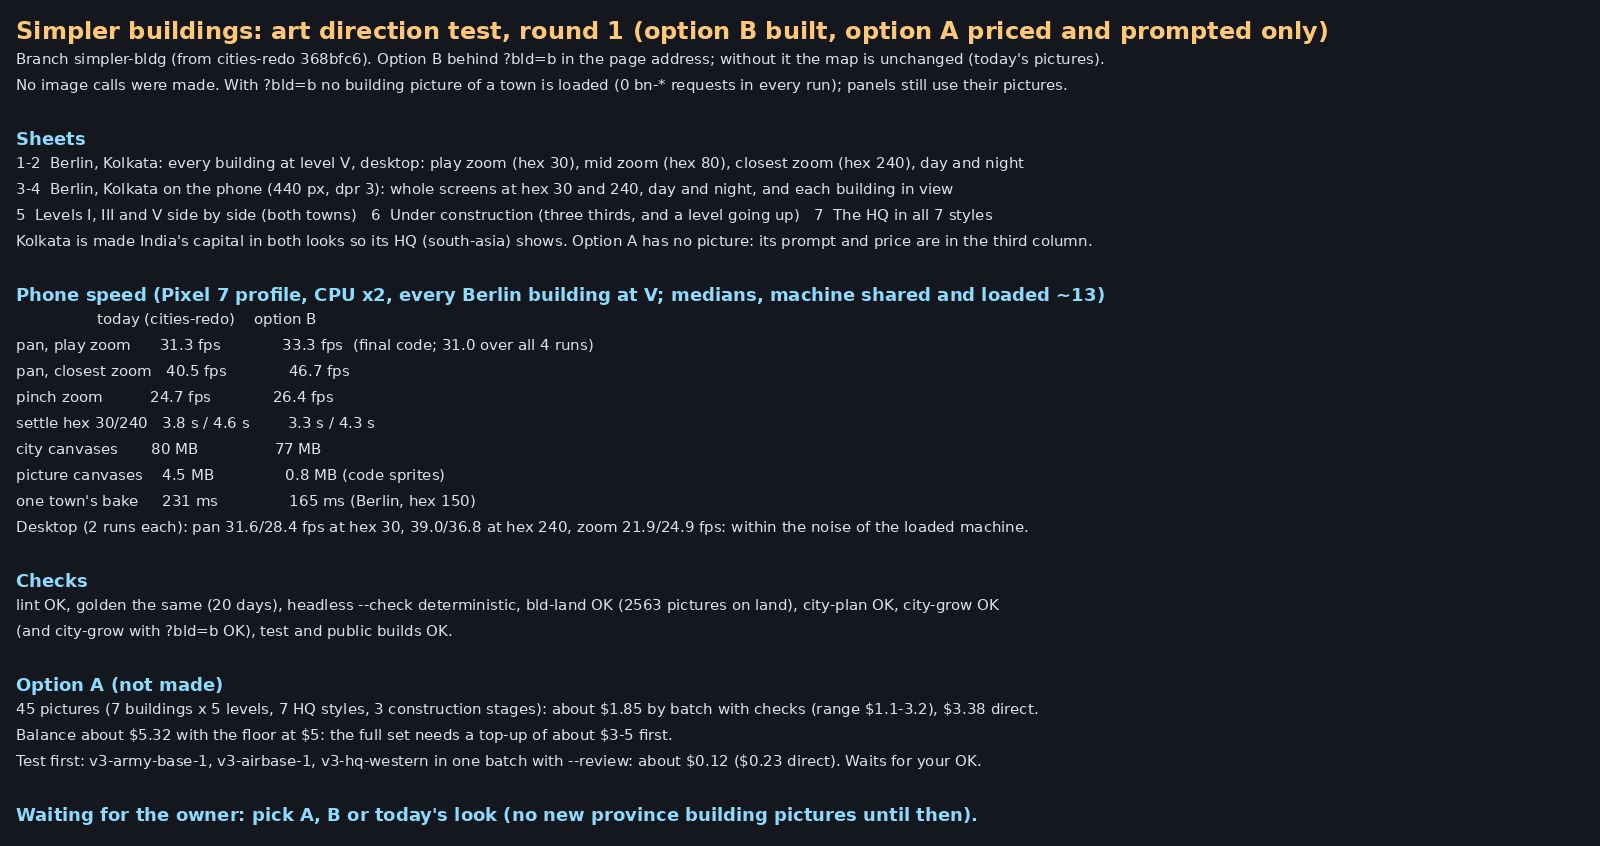 Simpler buildings: art direction test, round 1 (option B built, option A priced and prompted only)
Branch simpler-bldg (from cities-redo 368bfc6). Option B behind ?bld=b in the page address; without it the map is unchanged (today's pictures).
No image calls were made. With ?bld=b no building picture of a town is loaded (0 bn-* requests in every run); panels still use their pictures.
Sheets
1-2  Berlin, Kolkata: every building at level V, desktop: play zoom (hex 30), mid zoom (hex 80), closest zoom (hex 240), day and night
3-4  Berlin, Kolkata on the phone (440 px, dpr 3): whole screens at hex 30 and 240, day and night, and each building in view
5  Levels I, III and V side by side (both towns)   6  Under construction (three thirds, and a level going up)   7  The HQ in all 7 styles
Kolkata is made India's capital in both looks so its HQ (south-asia) shows. Option A has no picture: its prompt and price are in the third column.
Phone speed (Pixel 7 profile, CPU x2, every Berlin building at V; medians, machine shared and loaded ~13)
today (cities-redo)    option B
pan, play zoom      31.3 fps             33.3 fps  (final code; 31.0 over all 4 runs)
pan, closest zoom   40.5 fps             46.7 fps
pinch zoom          24.7 fps             26.4 fps
settle hex 30/240   3.8 s / 4.6 s        3.3 s / 4.3 s
city canvases       80 MB                77 MB
picture canvases    4.5 MB               0.8 MB (code sprites)
one town's bake     231 ms               165 ms (Berlin, hex 150)
Desktop (2 runs each): pan 31.6/28.4 fps at hex 30, 39.0/36.8 at hex 240, zoom 21.9/24.9 fps: within the noise of the loaded machine.
Checks
lint OK, golden the same (20 days), headless --check deterministic, bld-land OK (2563 pictures on land), city-plan OK, city-grow OK
(and city-grow with ?bld=b OK), test and public builds OK.
Option A (not made)
45 pictures (7 buildings x 5 levels, 7 HQ styles, 3 construction stages): about $1.85 by batch with checks (range $1.1-3.2), $3.38 direct.
Balance about $5.32 with the floor at $5: the full set needs a top-up of about $3-5 first.
Test first: v3-army-base-1, v3-airbase-1, v3-hq-western in one batch with --review: about $0.12 ($0.23 direct). Waits for your OK.
Waiting for the owner: pick A, B or today's look (no new province building pictures until then).